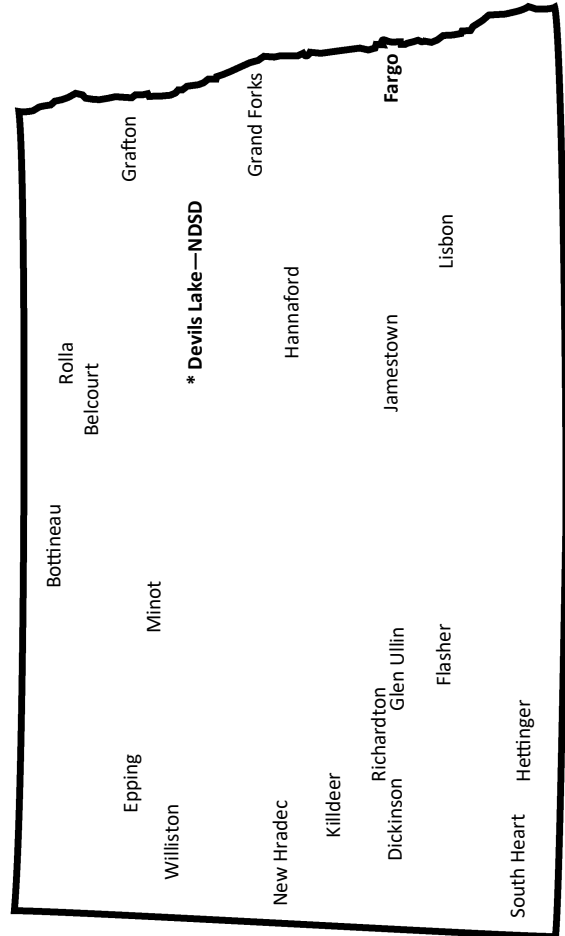 Bottineau
Rolla
Belcourt
Grafton
Epping
Minot
Williston
* Devils Lake—NDSD
Grand Forks
New Hradec
Hannaford
Killdeer
Richardton
Dickinson
Glen Ullin
Jamestown
Fargo
Flasher
Lisbon
South Heart
Hettinger